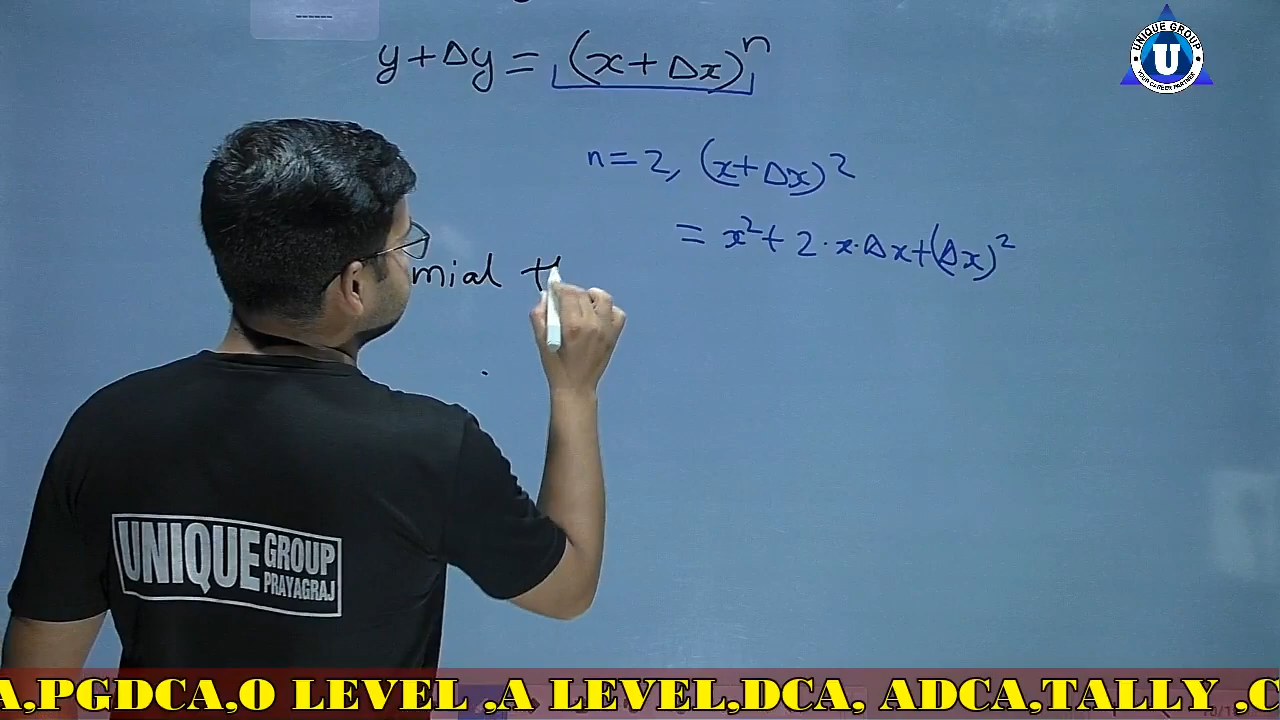 y + Δy = (x + Δx)^n
n = 2, (x + Δx)^2
= x^2 + 2 · x · Δx + (Δx)^2
mial
UNIQUE GROUP
U
UNIQUE GROUP
PRAYAGRAJ
A,PGDCA,O LEVEL ,A LEVEL,DCA, ADCA,TALLY ,C